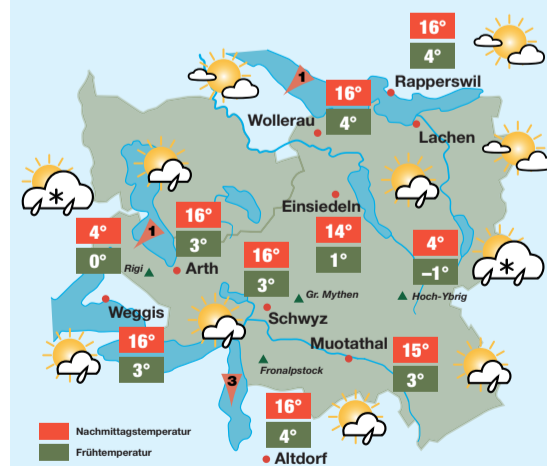 16°
4°
Rapperswil
1
16°
4°
Wollerau
Lachen
16°
3°
Einsiedeln
14°
1°
4°
0°
1
Rigi
Arth
16°
3°
Gr. Mythen
4°
–1°
Hoch-Ybrig
Weggis
Schwyz
16°
3°
Muotathal
15°
3°
Fronalpstock
3
16°
4°
Altdorf
Nachmittagstemperatur
Frühtemperatur